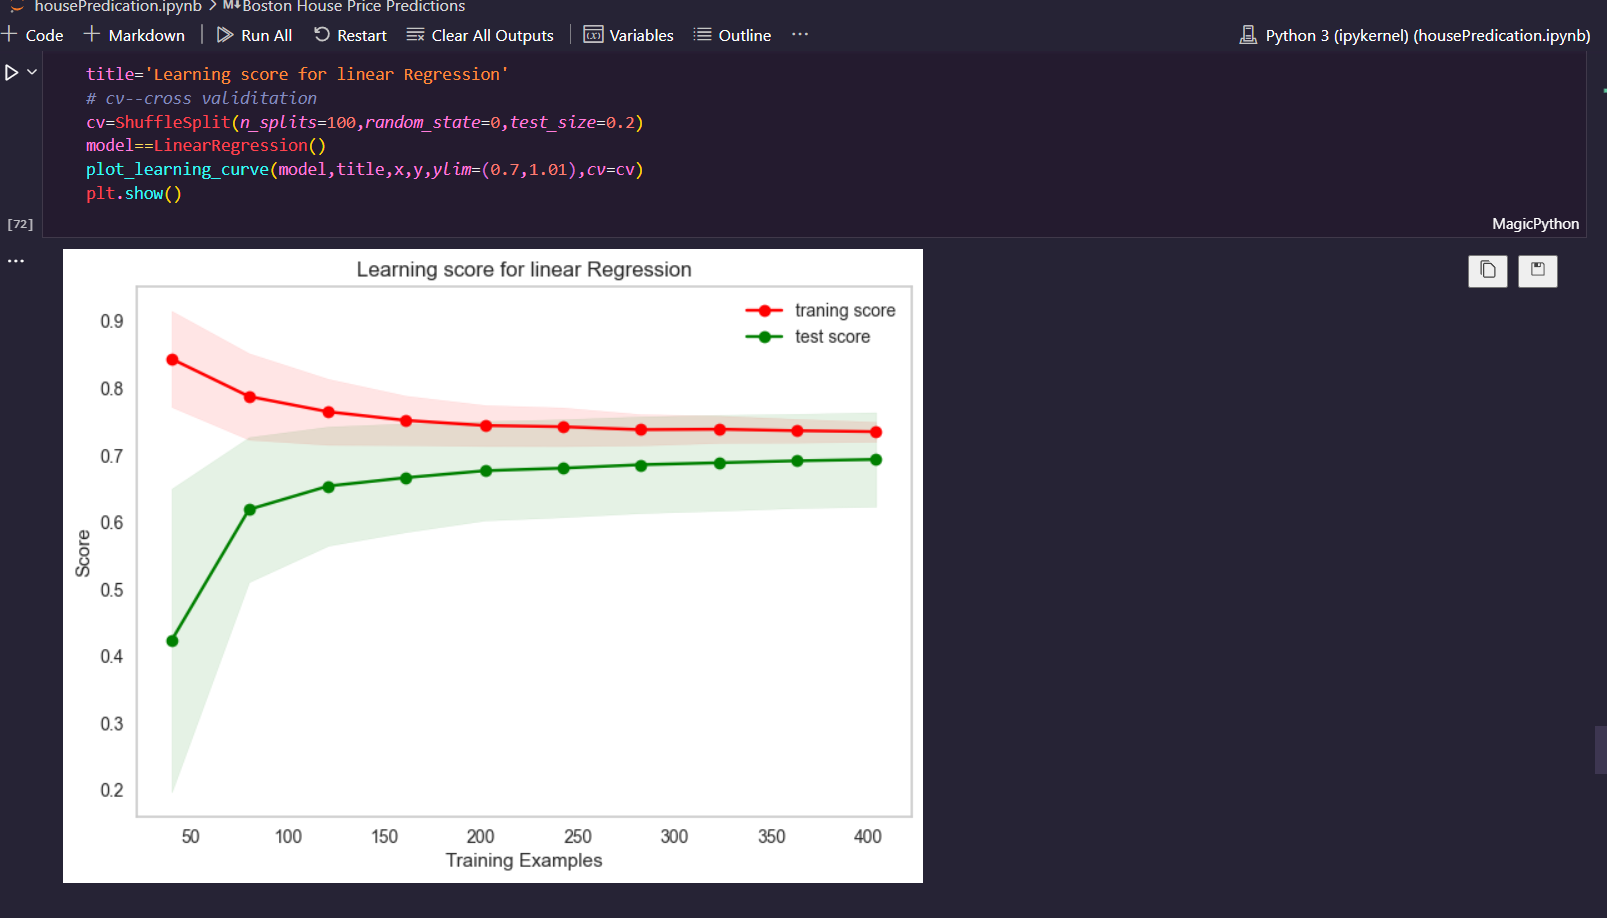 housePredication.ipynb > M↓Boston House Price Predictions
+ Code + Markdown | Run All Restart Clear All Outputs | Variables Outline ... Python 3 (ipykernel) (housePredication.ipynb)
title='Learning score for linear Regression'
# cv--cross validitation
cv=ShuffleSplit(n_splits=100,random_state=0,test_size=0.2)
model==LinearRegression()
plot_learning_curve(model,title,x,y,ylim=(0.7,1.01),cv=cv)
plt.show()
[72]
MagicPython
...
Learning score for linear Regression
traning score
test score
0.9
0.8
0.7
0.6
0.5
0.4
0.3
0.2
Score
50 100 150 200 250 300 350 400
Training Examples